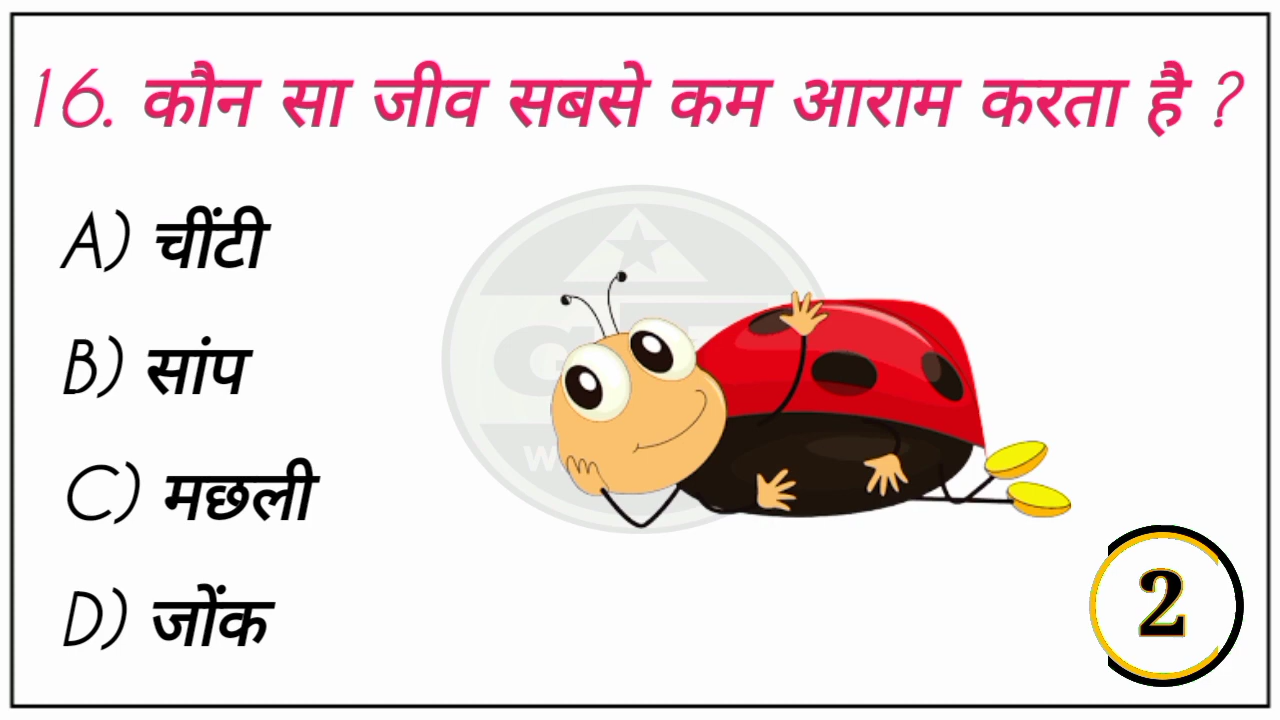 16. कौन सा जीव सबसे कम आराम करता है ?
A) चींटी
B) सांप
C) मछली
D) जोंक
2